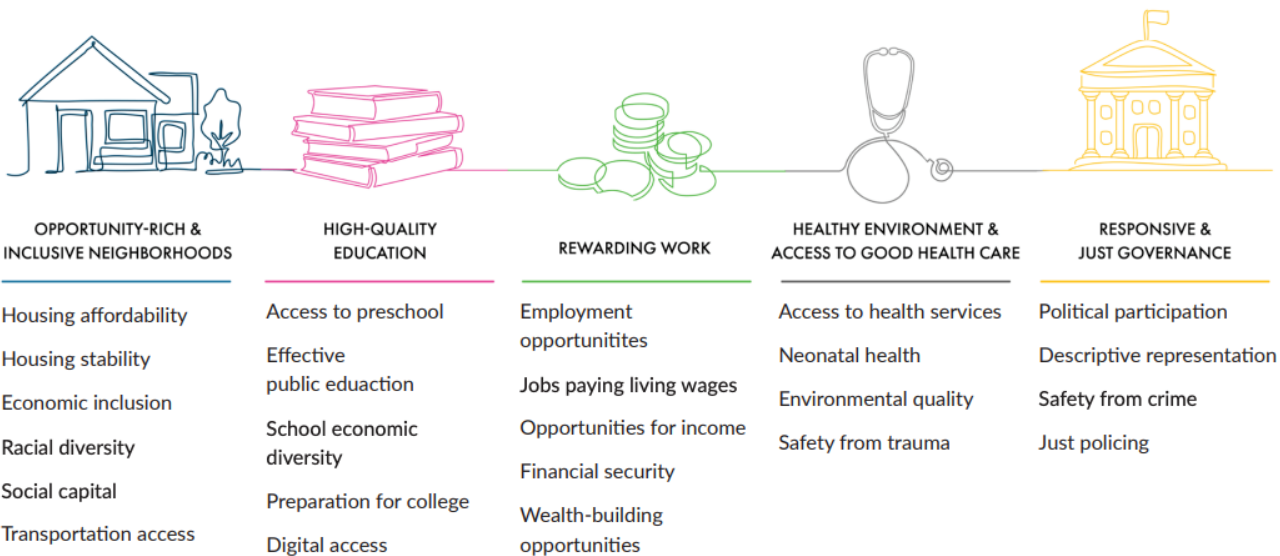 OPPORTUNITY-RICH &
INCLUSIVE NEIGHBORHOODS
Housing affordability
Housing stability
Economic inclusion
Racial diversity
Social capital
Transportation access
HIGH-QUALITY
EDUCATION
Access to preschool
Effective
public eduaction
School economic
diversity
Preparation for college
Digital access
REWARDING WORK
Employment
opportunitites
Jobs paying living wages
Opportunities for income
Financial security
Wealth-building
opportunities
HEALTHY ENVIRONMENT &
ACCESS TO GOOD HEALTH CARE
Access to health services
Neonatal health
Environmental quality
Safety from trauma
RESPONSIVE &
JUST GOVERNANCE
Political participation
Descriptive representation
Safety from crime
Just policing